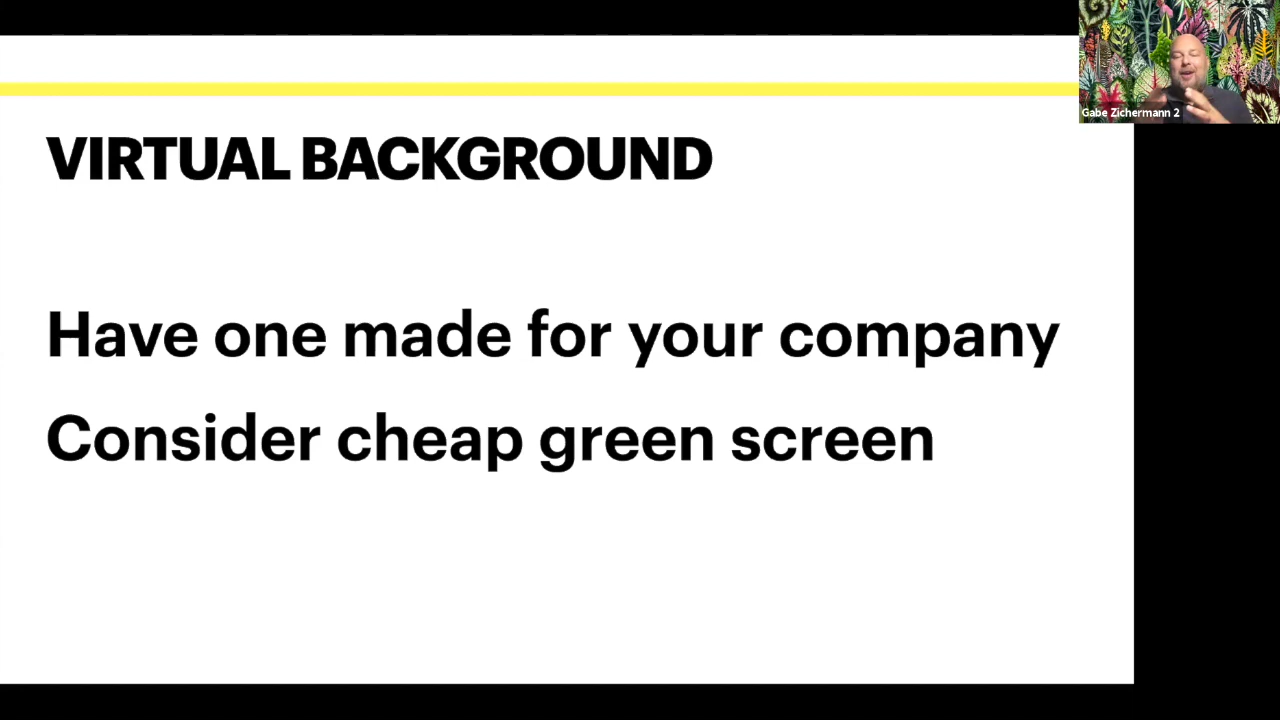 VIRTUAL BACKGROUND
Have one made for your company
Consider cheap green screen
Gabe Zichermann 2